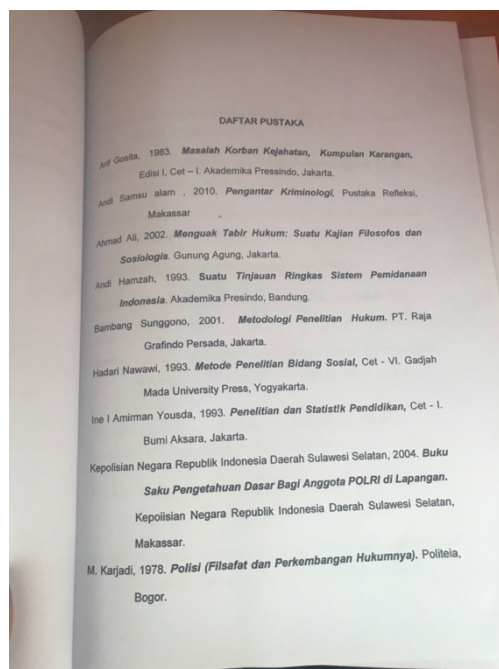 DAFTAR PUSTAKA
Arif Gosita, 1983. Masalah Korban Kejahatan, Kumpulan Karangan,
Edisi I, Cet – I. Akademika Pressindo, Jakarta.
Andi Samsu alam , 2010. Pengantar Kriminologi, Pustaka Refleksi,
Makassar
Ahmad Ali, 2002. Menguak Tabir Hukum: Suatu Kajian Filosofos dan
Sosiologis. Gunung Agung, Jakarta.
Andi Hamzah, 1993. Suatu Tinjauan Ringkas Sistem Pemidanaan
Indonesia. Akademika Presindo, Bandung.
Bambang Sunggono, 2001. Metodologi Penelitian Hukum. PT. Raja
Grafindo Persada, Jakarta.
Hadari Nawawi, 1993. Metode Penelitian Bidang Sosial, Cet - VI. Gadjah
Mada University Press, Yogyakarta.
Ine I Amirman Yousda, 1993. Penelitian dan Statistik Pendidikan, Cet - I.
Bumi Aksara, Jakarta.
Kepolisian Negara Republik Indonesia Daerah Sulawesi Selatan, 2004. Buku
Saku Pengetahuan Dasar Bagi Anggota POLRI di Lapangan.
Kepolisian Negara Republik Indonesia Daerah Sulawesi Selatan,
Makassar.
M. Karjadi, 1978. Polisi (Filsafat dan Perkembangan Hukumnya). Politeia,
Bogor.